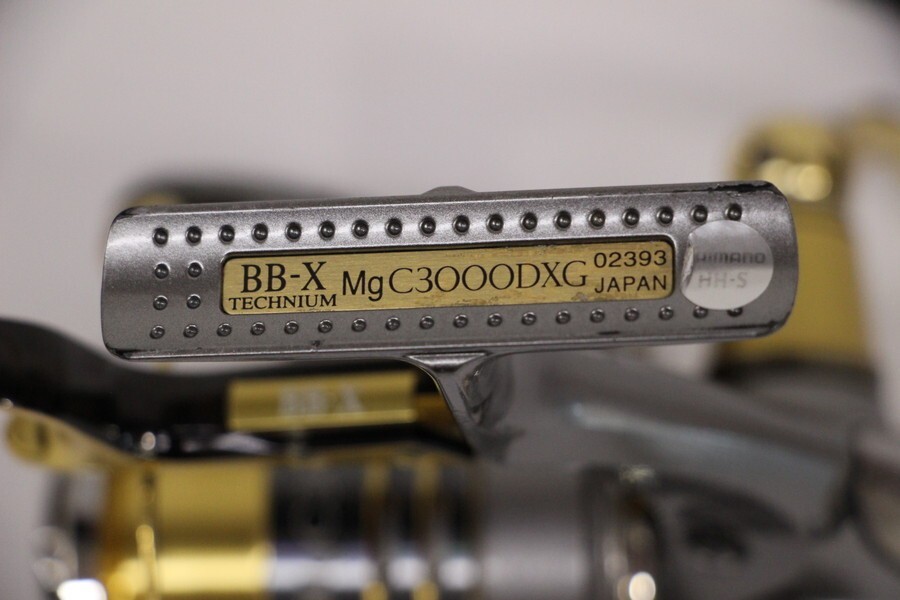 BB-X
TECHNIUM
Mg C3000DXG
02393
JAPAN
SHIMANO
HH-S
BB-X